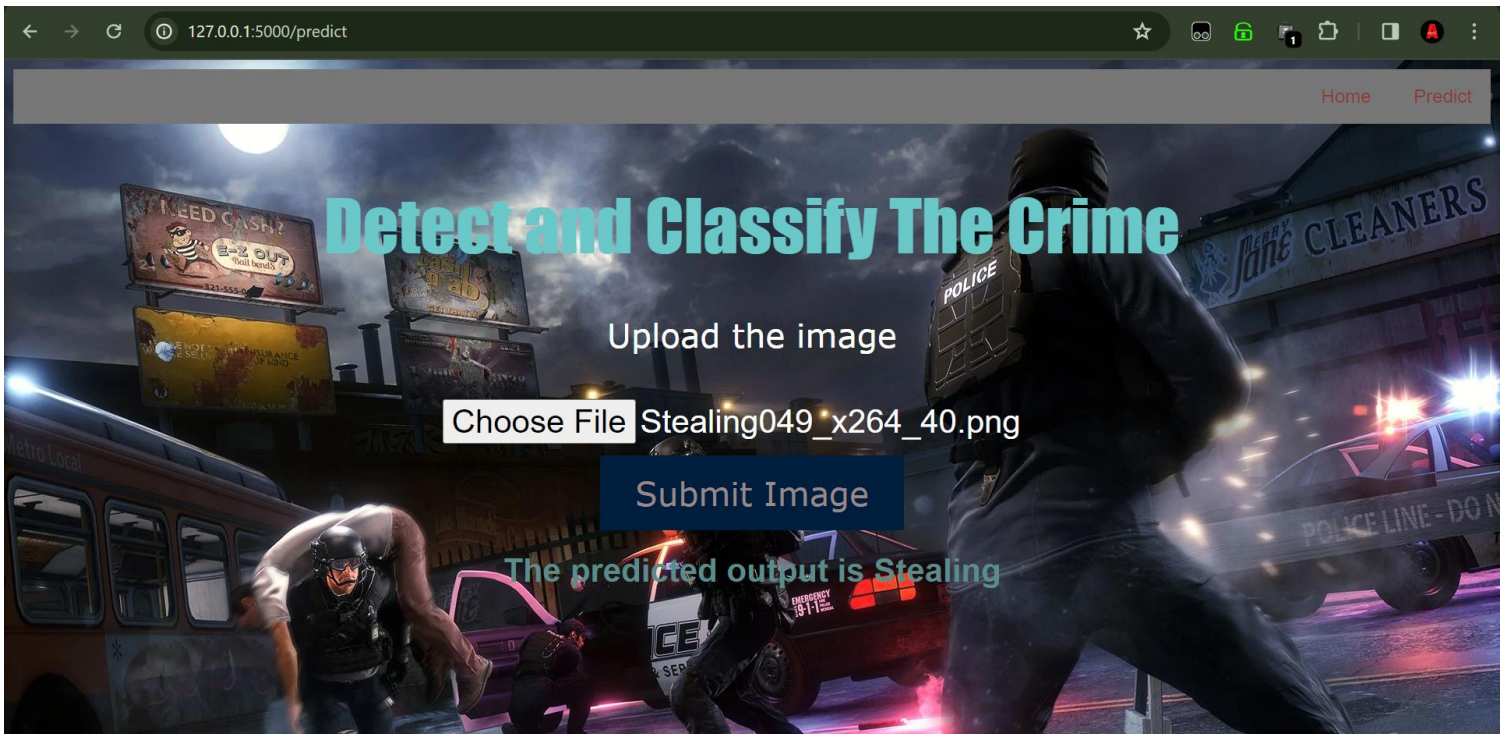 127.0.0.1:5000/predict
1
Home Predict
Detect and Classify The Crime
NEED CASH?
E-Z OUT
Bail bonds
CLEANERS
POLICE
Upload the image
Choose File Stealing049_x264_40.png
Metro Local
Submit Image
POLICE LINE - DO N
The predicted output is Stealing
EMERGENCY
9-1-1